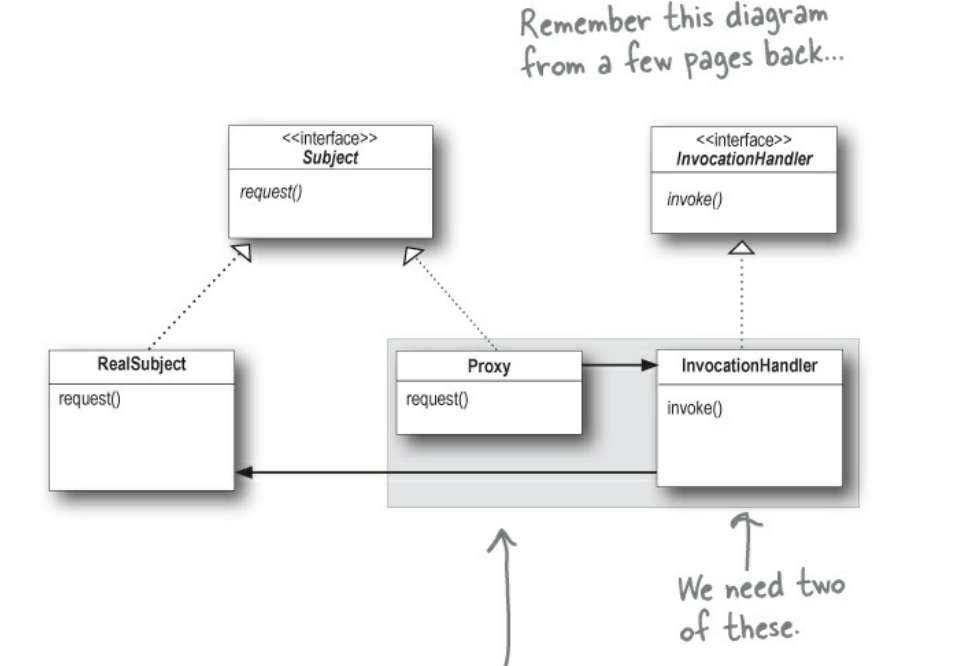 Remember this diagram
from a few pages back...
<<interface>>
Subject
request()
<<interface>>
InvocationHandler
invoke()
RealSubject
request()
Proxy
request()
InvocationHandler
invoke()
We need two
of these.